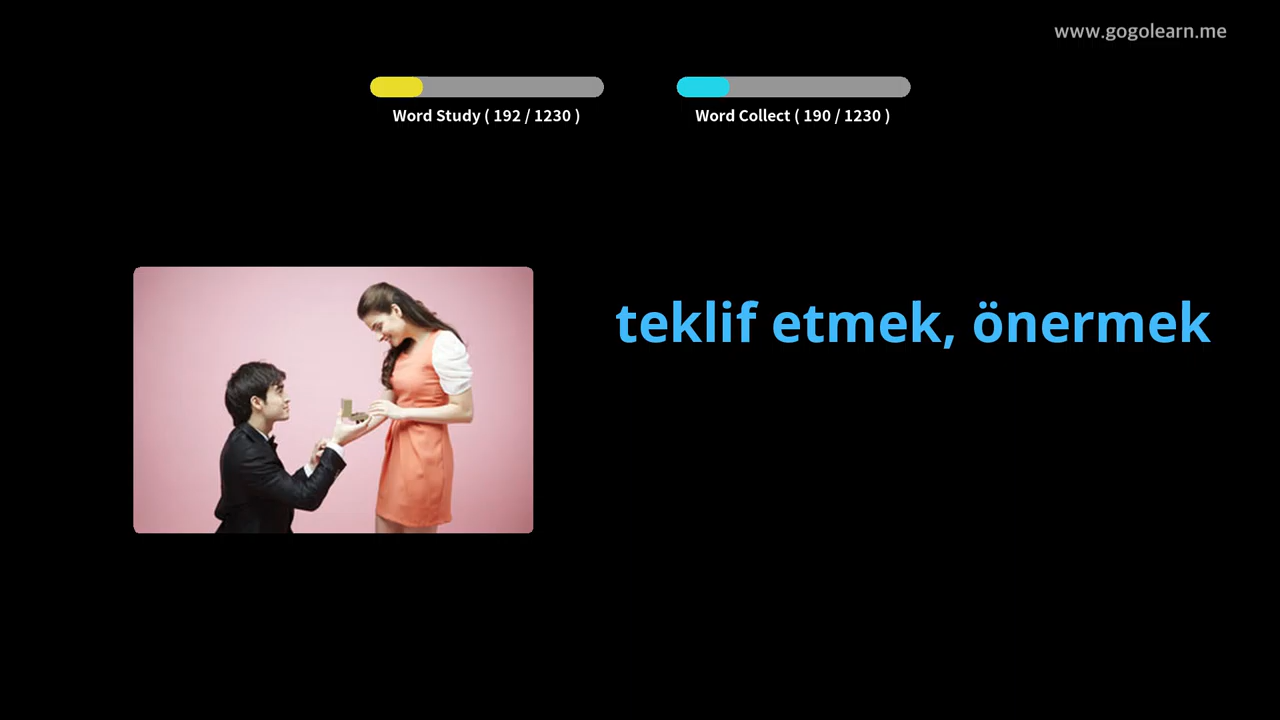 www.gogolearn.me
Word Study ( 192 / 1230 )
Word Collect ( 190 / 1230 )
teklif etmek, önermek